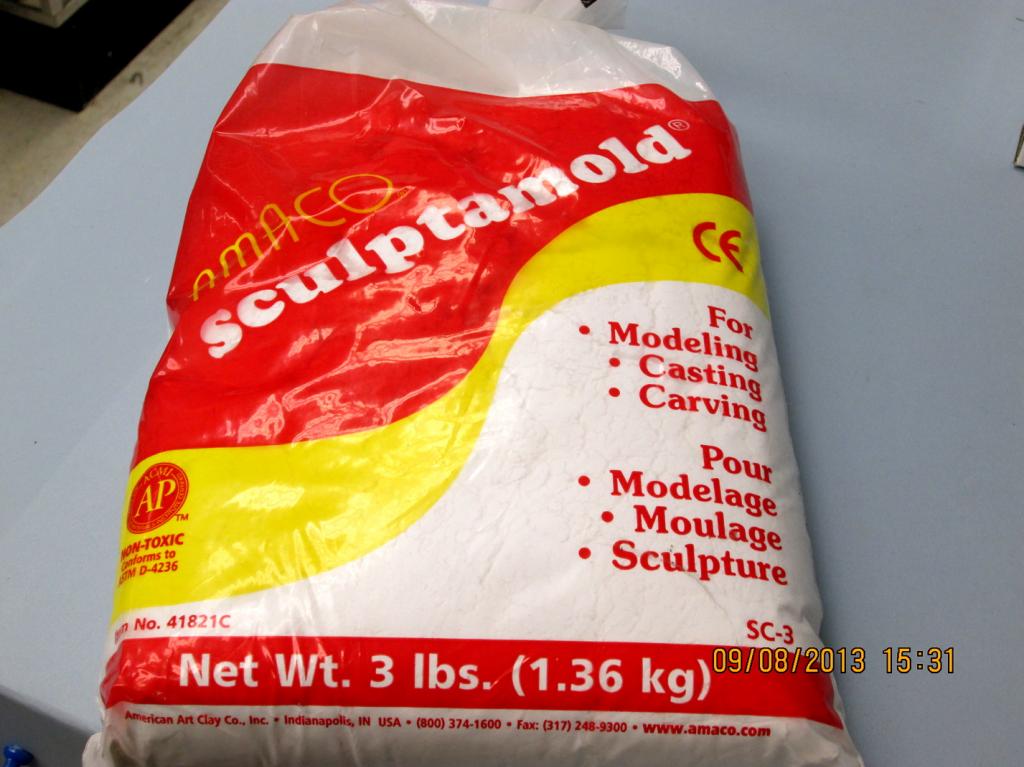 AMACO
sculptamold®
CE
For
• Modeling
• Casting
• Carving
Pour
• Modelage
• Moulage
• Sculpture
ACMI
AP
TM
NON-TOXIC
Conforms to
ASTM D-4236
No. 41821C
SC-3
Net Wt. 3 lbs. (1.36 kg)
09/08/2013 15:31
American Art Clay Co., Inc. • Indianapolis, IN USA • (800) 374-1600 • Fax: (317) 248-9300 • www.amaco.com